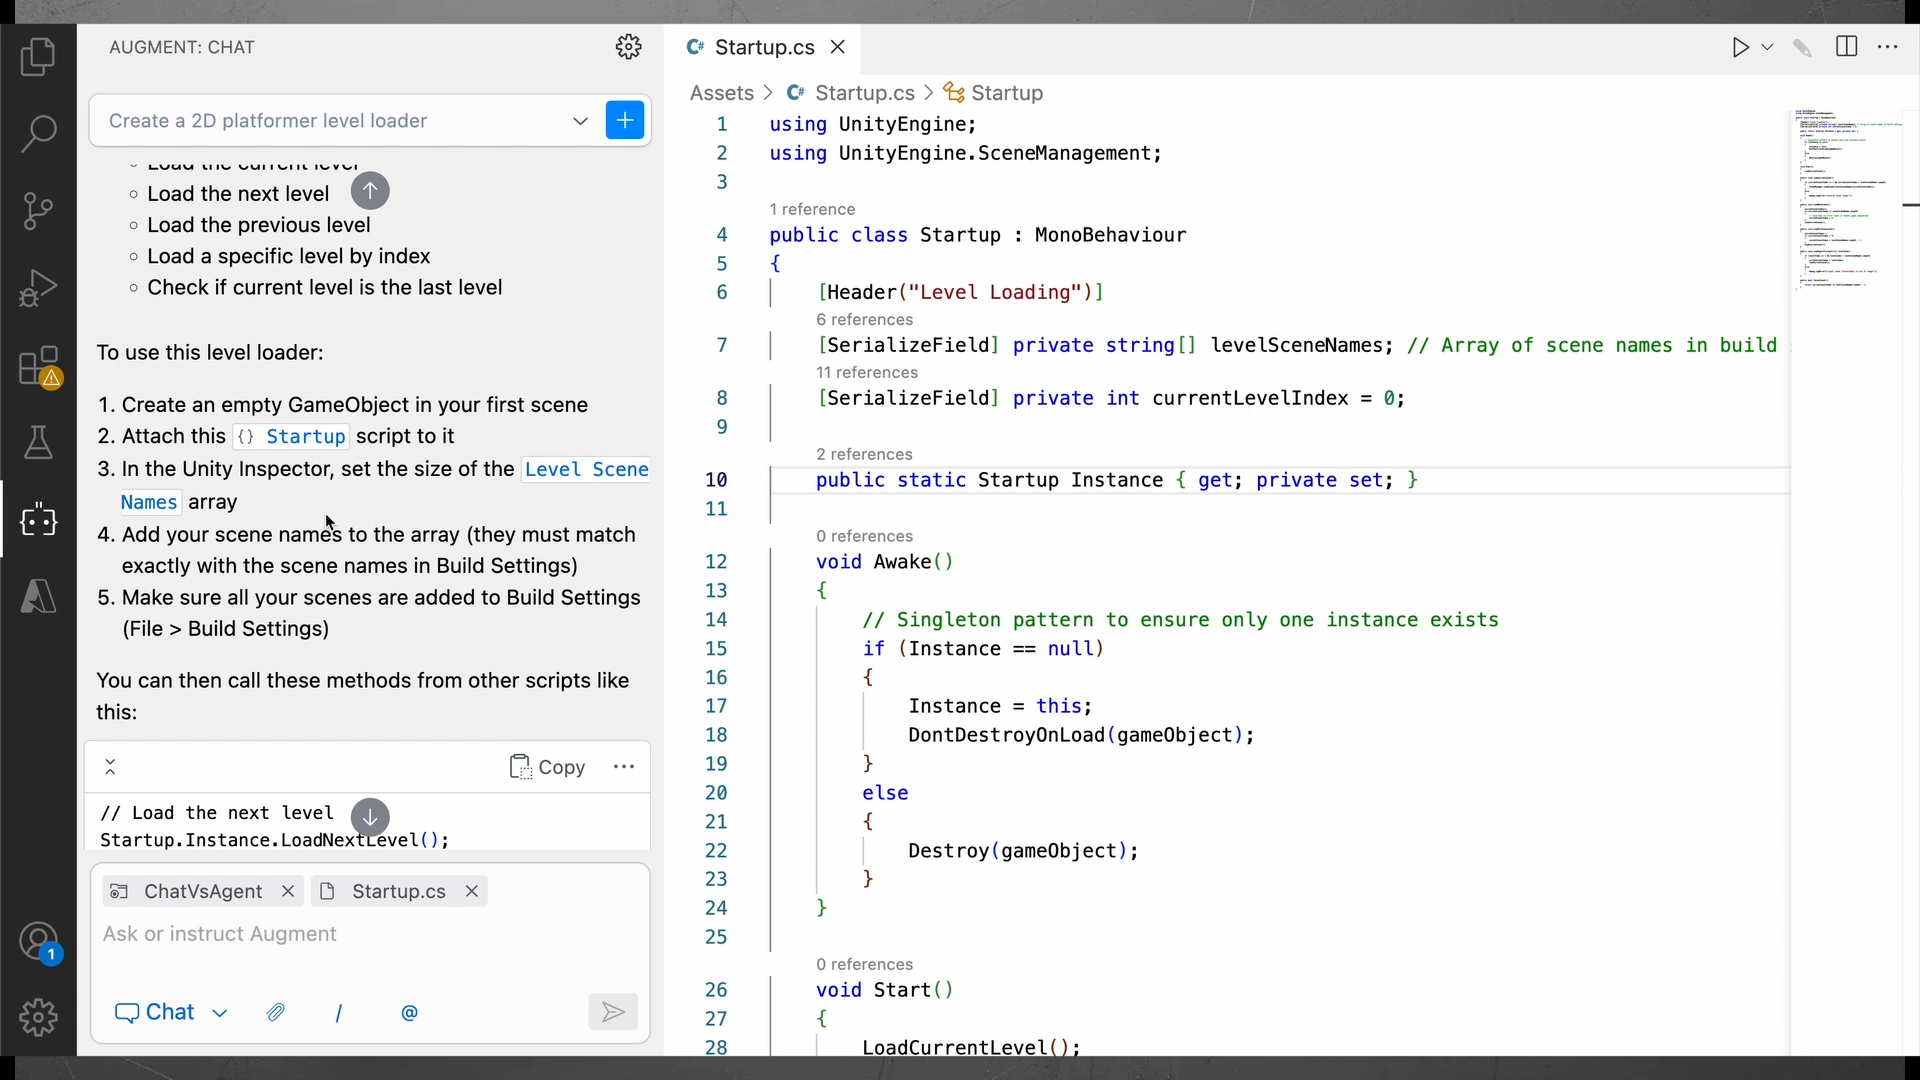 AUGMENT: CHAT
Create a 2D platformer level loader
Load the current level
Load the next level
Load the previous level
Load a specific level by index
Check if current level is the last level
To use this level loader:
1. Create an empty GameObject in your first scene
2. Attach this {} Startup script to it
3. In the Unity Inspector, set the size of the Level Scene
Names array
4. Add your scene names to the array (they must match
exactly with the scene names in Build Settings)
5. Make sure all your scenes are added to Build Settings
(File > Build Settings)
You can then call these methods from other scripts like
this:
Copy
// Load the next level
Startup.Instance.LoadNextLevel();
ChatVsAgent
Startup.cs
Ask or instruct Augment
Chat
/
@
1
C# Startup.cs
Assets > C# Startup.cs > Startup
1 using UnityEngine;
2 using UnityEngine.SceneManagement;
3
1 reference
4 public class Startup : MonoBehaviour
5 {
6 [Header("Level Loading")]
6 references
7 [SerializeField] private string[] levelSceneNames; // Array of scene names in build
11 references
8 [SerializeField] private int currentLevelIndex = 0;
9
2 references
10 public static Startup Instance { get; private set; }
11
0 references
12 void Awake()
13 {
14 // Singleton pattern to ensure only one instance exists
15 if (Instance == null)
16 {
17 Instance = this;
18 DontDestroyOnLoad(gameObject);
19 }
20 else
21 {
22 Destroy(gameObject);
23 }
24 }
25
0 references
26 void Start()
27 {
28 LoadCurrentLevel();